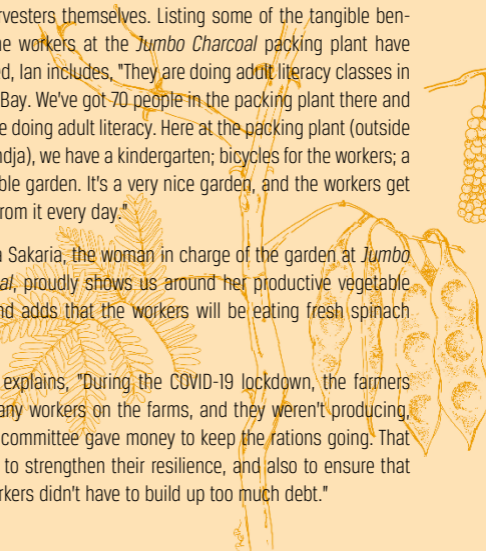 rvesters themselves. Listing some of the tangible ben-
e workers at the Jumbo Charcoal packing plant have
ed, Ian includes, "They are doing adult literacy classes in
Bay. We've got 70 people in the packing plant there and
e doing adult literacy. Here at the packing plant (outside
ndja), we have a kindergarten; bicycles for the workers; a
ble garden. It's a very nice garden, and the workers get
rom it every day."
a Sakaria, the woman in charge of the garden at Jumbo
al, proudly shows us around her productive vegetable
nd adds that the workers will be eating fresh spinach
explains, "During the COVID-19 lockdown, the farmers
any workers on the farms, and they weren't producing,
committee gave money to keep the rations going. That
to strengthen their resilience, and also to ensure that
rkers didn't have to build up too much debt."